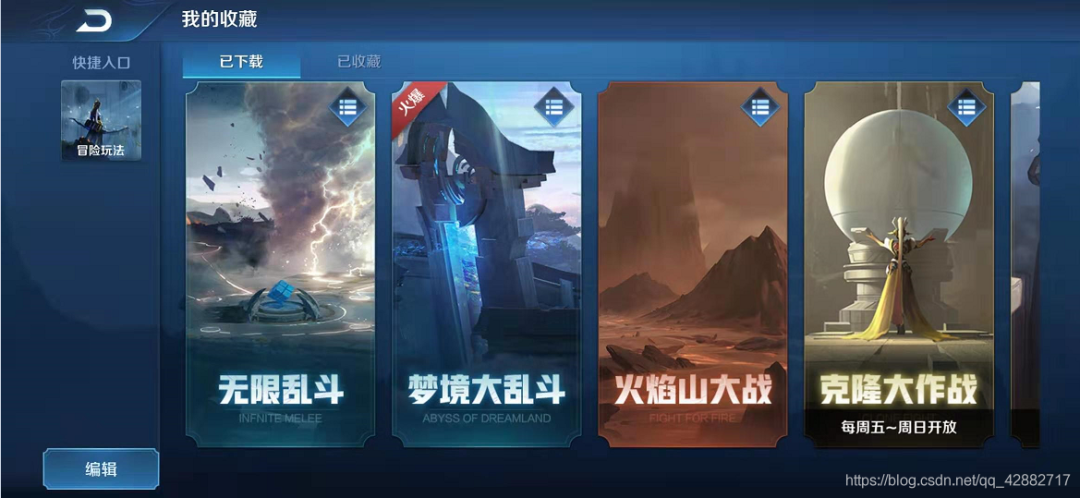 我的收藏
快捷入口
已下载
已收藏
冒险玩法
火爆
无限乱斗
INFNITE MELEE
梦境大乱斗
ABYSS OF DREAMLAND
火焰山大战
FIGHT FOR FIRE
克隆大作战
每周五~周日开放
编辑
https://blog.csdn.net/qq_42882717